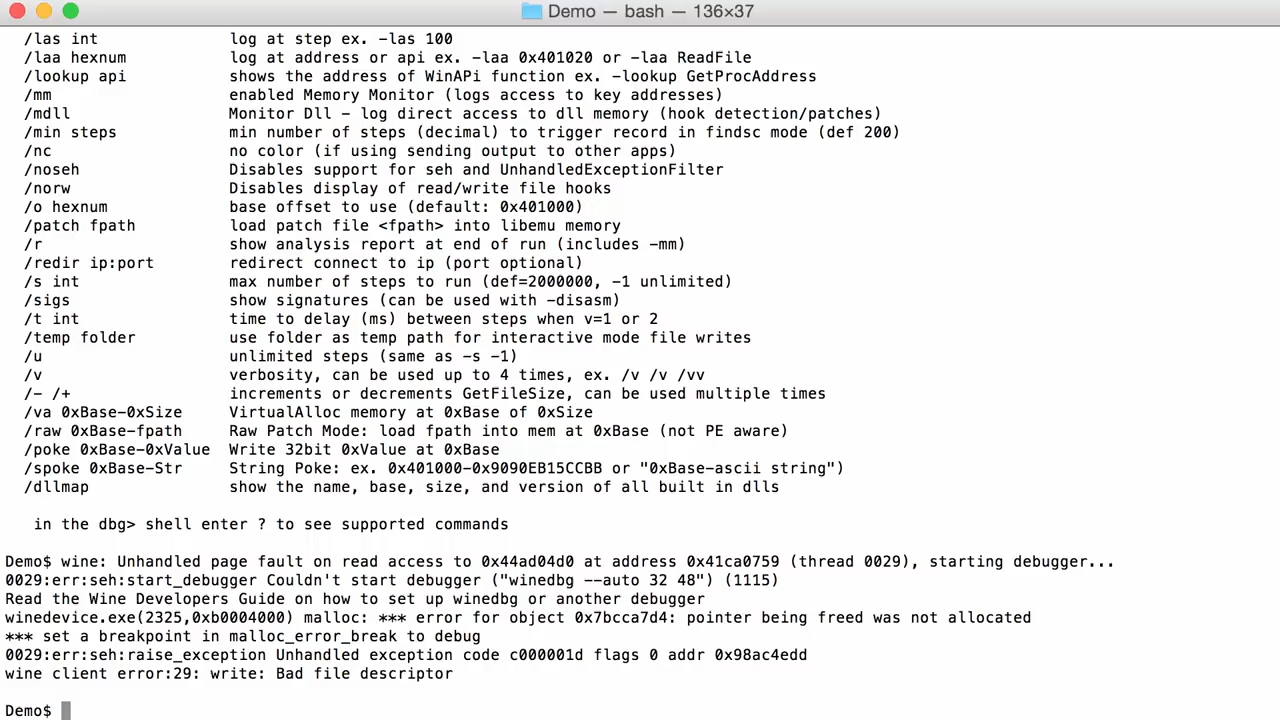 Demo — bash — 136×37
/las int log at step ex. -las 100
/laa hexnum log at address or api ex. -laa 0x401020 or -laa ReadFile
/lookup api shows the address of WinAPi function ex. -lookup GetProcAddress
/mm enabled Memory Monitor (logs access to key addresses)
/mdll Monitor Dll - log direct access to dll memory (hook detection/patches)
/min steps min number of steps (decimal) to trigger record in findsc mode (def 200)
/nc no color (if using sending output to other apps)
/noseh Disables support for seh and UnhandledExceptionFilter
/norw Disables display of read/write file hooks
/o hexnum base offset to use (default: 0x401000)
/patch fpath load patch file <fpath> into libemu memory
/r show analysis report at end of run (includes -mm)
/redir ip:port redirect connect to ip (port optional)
/s int max number of steps to run (def=2000000, -1 unlimited)
/sigs show signatures (can be used with -disasm)
/t int time to delay (ms) between steps when v=1 or 2
/temp folder use folder as temp path for interactive mode file writes
/u unlimited steps (same as -s -1)
/v verbosity, can be used up to 4 times, ex. /v /v /vv
/- /+ increments or decrements GetFileSize, can be used multiple times
/va 0xBase-0xSize VirtualAlloc memory at 0xBase of 0xSize
/raw 0xBase-fpath Raw Patch Mode: load fpath into mem at 0xBase (not PE aware)
/poke 0xBase-0xValue Write 32bit 0xValue at 0xBase
/spoke 0xBase-Str String Poke: ex. 0x401000-0x9090EB15CCBB or "0xBase-ascii string")
/dllmap show the name, base, size, and version of all built in dlls
in the dbg> shell enter ? to see supported commands
Demo$ wine: Unhandled page fault on read access to 0x44ad04d0 at address 0x41ca0759 (thread 0029), starting debugger...
0029:err:seh:start_debugger Couldn't start debugger ("winedbg --auto 32 48") (1115)
Read the Wine Developers Guide on how to set up winedbg or another debugger
winedevice.exe(2325,0xb0004000) malloc: *** error for object 0x7bcca7d4: pointer being freed was not allocated
*** set a breakpoint in malloc_error_break to debug
0029:err:seh:raise_exception Unhandled exception code c000001d flags 0 addr 0x98ac4edd
wine client error:29: write: Bad file descriptor
Demo$